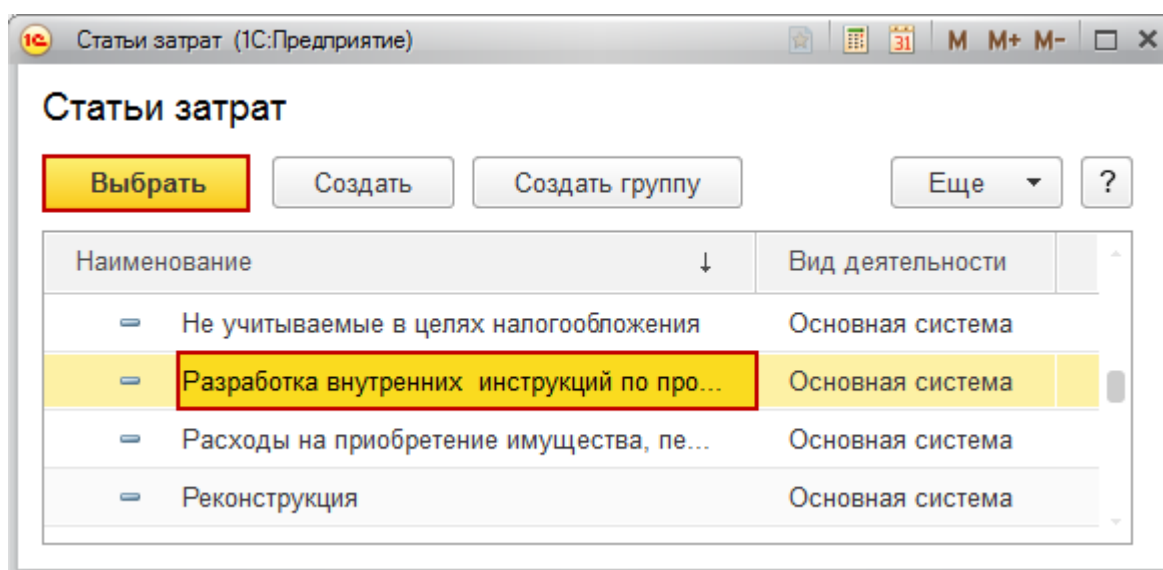 1С Статьи затрат (1С:Предприятие) 31 M M+ M-
Статьи затрат
Выбрать Создать Создать группу Еще ?
Наименование ↓ Вид деятельности
Не учитываемые в целях налогообложения Основная система
Разработка внутренних инструкций по про... Основная система
Расходы на приобретение имущества, пе... Основная система
Реконструкция Основная система